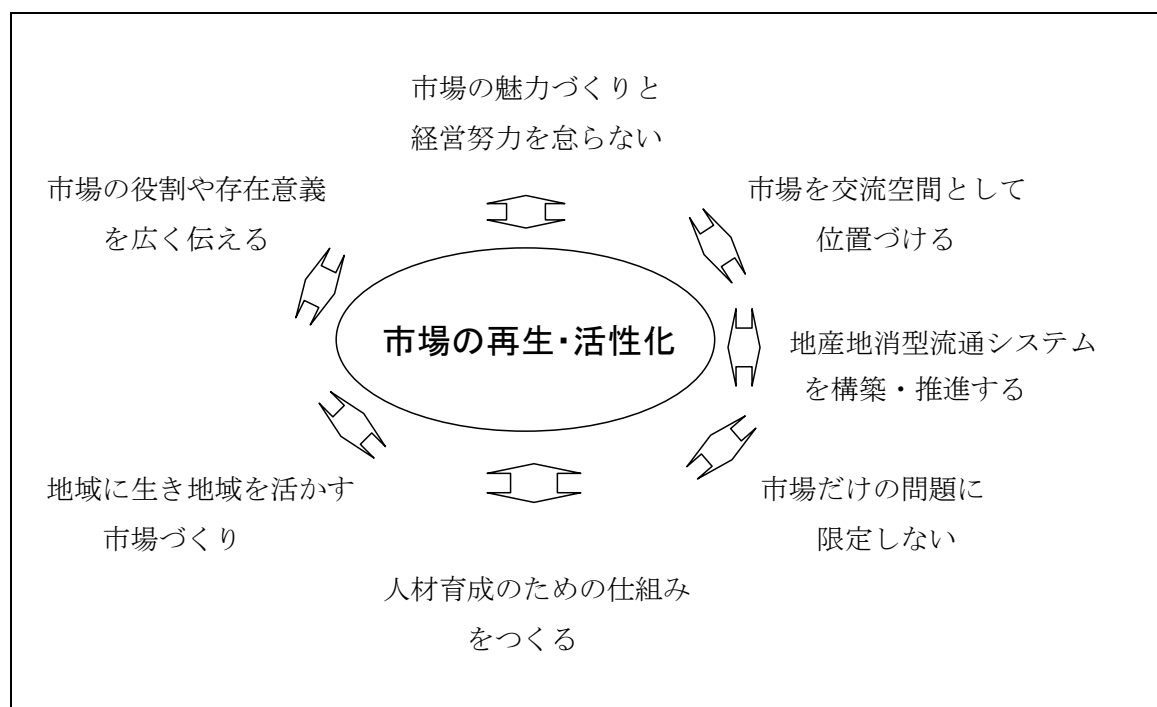 市場の魅力づくりと
経営努力を怠らない
市場の役割や存在意義
を広く伝える
市場を交流空間として
位置づける
市場の再生・活性化
地産地消型流通システム
を構築・推進する
地域に生き地域を活かす
市場づくり
市場だけの問題に
限定しない
人材育成のための仕組み
をつくる